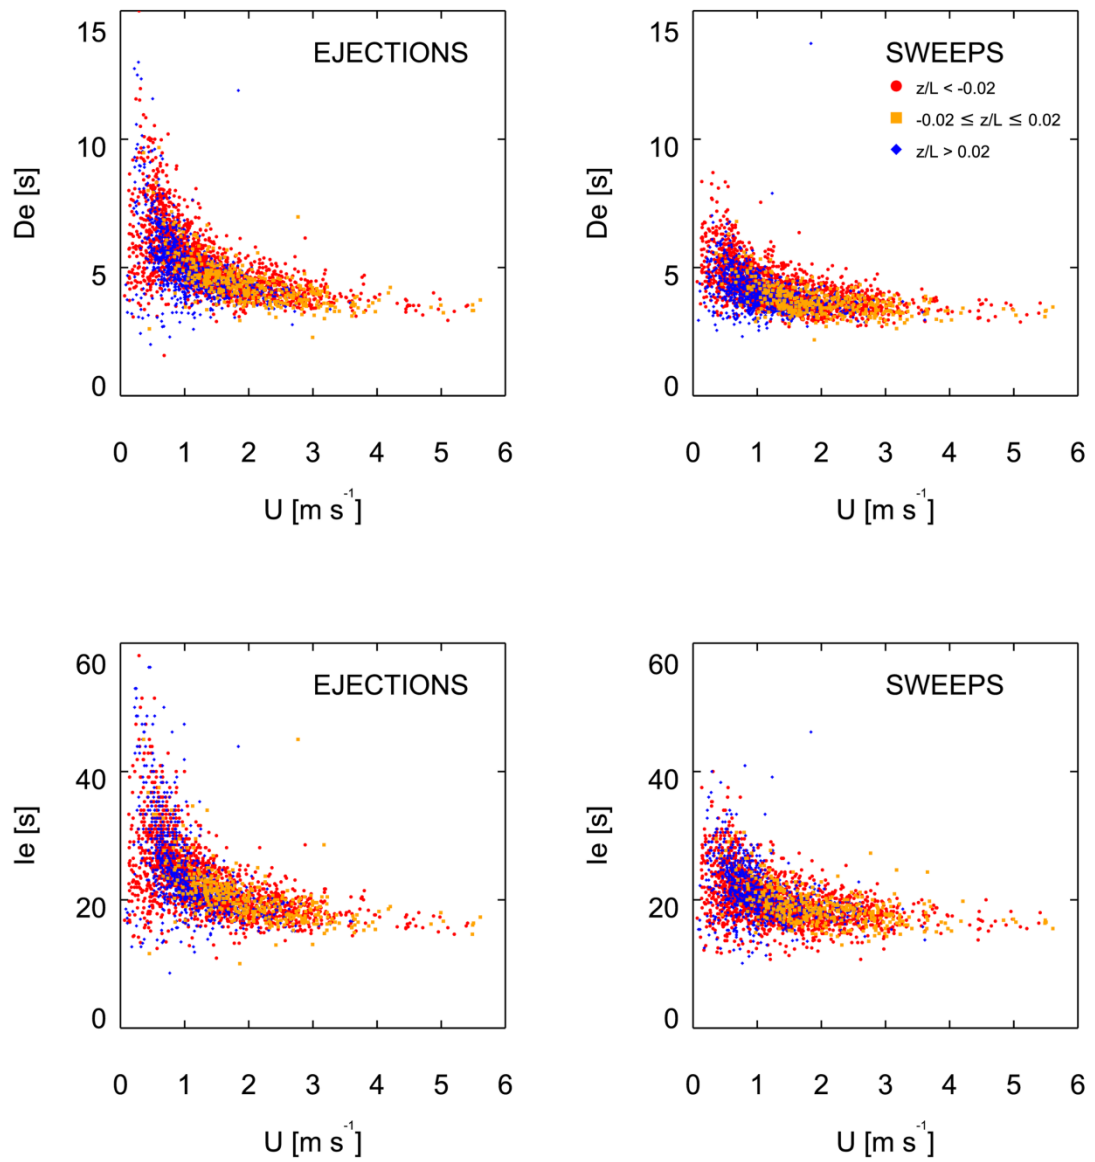 EJECTIONS
De [s]
15
10
5
0
0 1 2 3 4 5 6
U [m s⁻¹]
SWEEPS
z/L < -0.02
-0.02 ≤ z/L ≤ 0.02
z/L > 0.02
De [s]
15
10
5
0
0 1 2 3 4 5 6
U [m s⁻¹]
EJECTIONS
Ie [s]
60
40
20
0
0 1 2 3 4 5 6
U [m s⁻¹]
SWEEPS
Ie [s]
60
40
20
0
0 1 2 3 4 5 6
U [m s⁻¹]